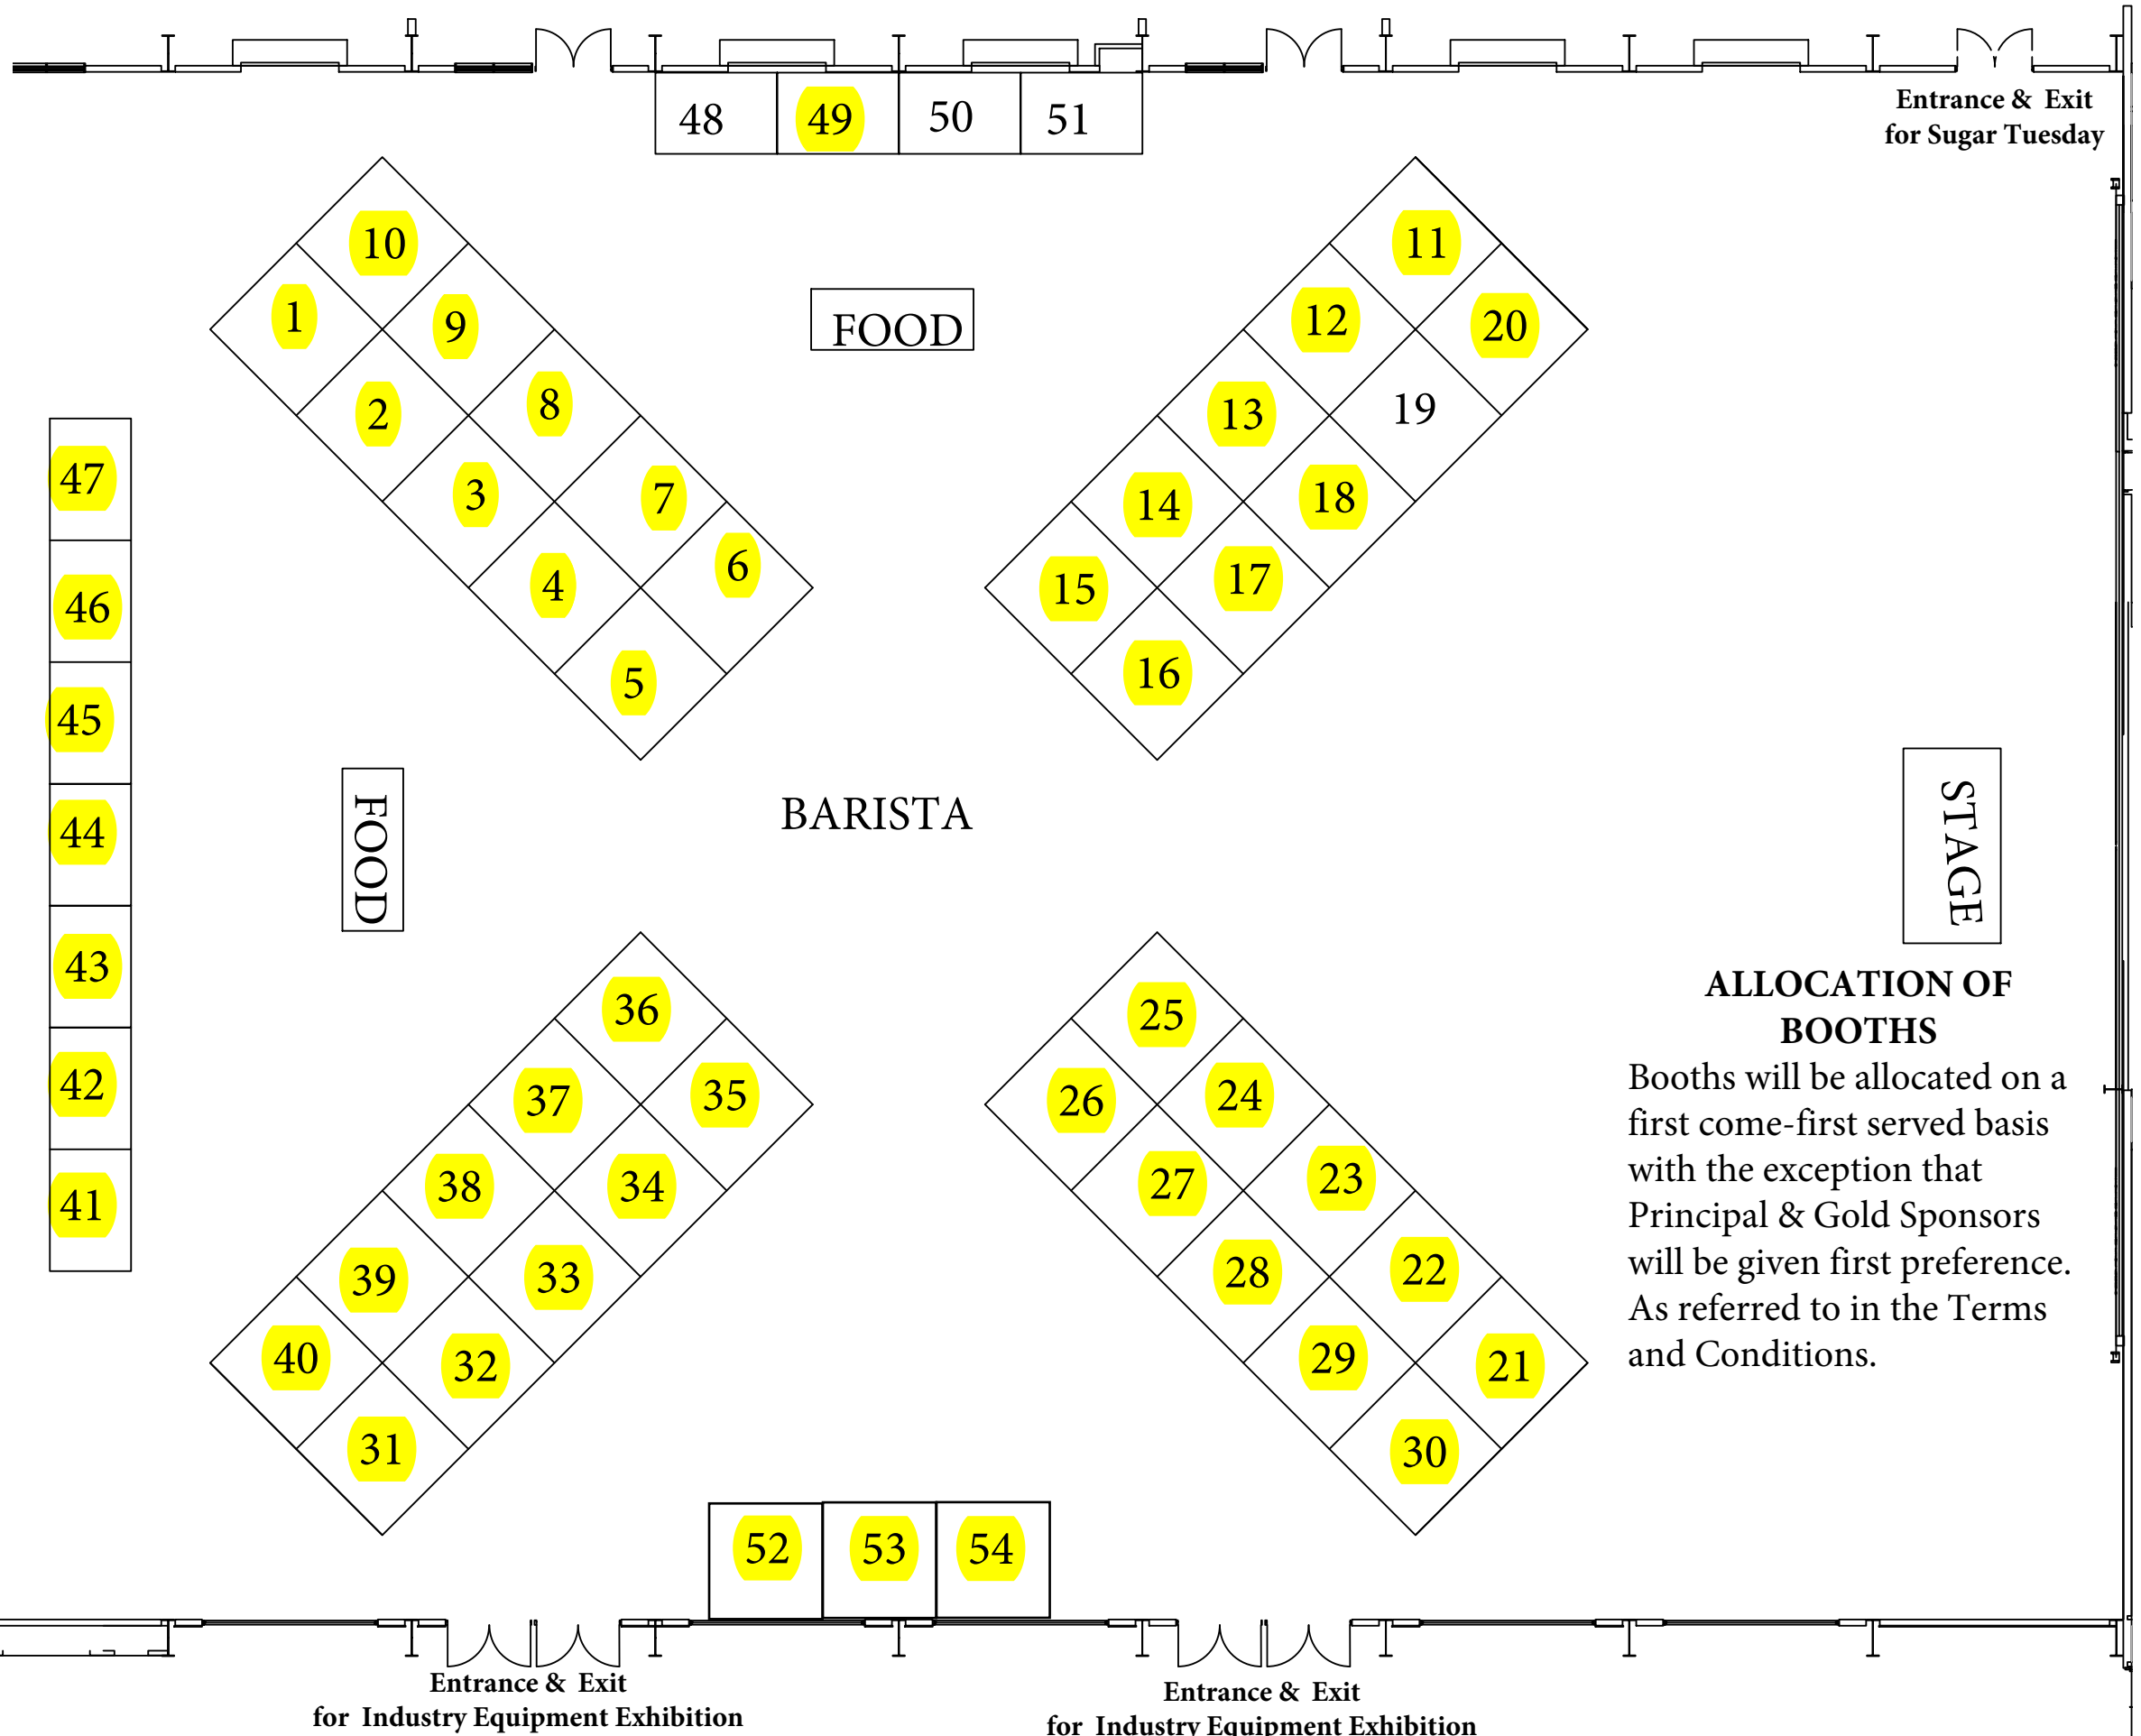 48 49 50 51
Entrance & Exit
for Sugar Tuesday
10
1 9
2 8
3 7
4 6
5
FOOD
11
12 20
13 19
14 18
15 17
16
47
46
45
44
43
42
41
FOOD
BARISTA
STAGE
36
37 35
38 34
39 33
40 32
31
25
26 24
27 23
28 22
29 21
30
ALLOCATION OF
BOOTHS
Booths will be allocated on a
first come-first served basis
with the exception that
Principal & Gold Sponsors
will be given first preference.
As referred to in the Terms
and Conditions.
52 53 54
Entrance & Exit
for Industry Equipment Exhibition
Entrance & Exit
for Industry Equipment Exhibition